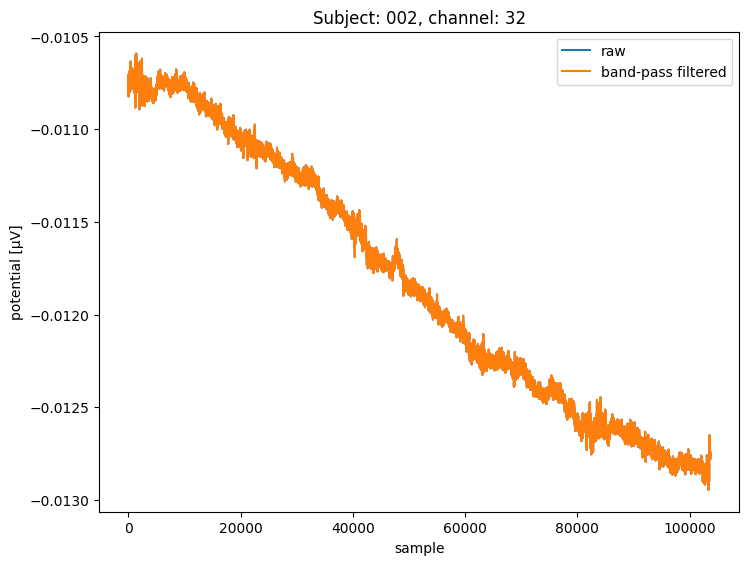 Subject: 002, channel: 32
raw
band-pass filtered
potential [µV]
−0.0105
−0.0110
−0.0115
−0.0120
−0.0125
−0.0130
0
20000
40000
60000
80000
100000
sample